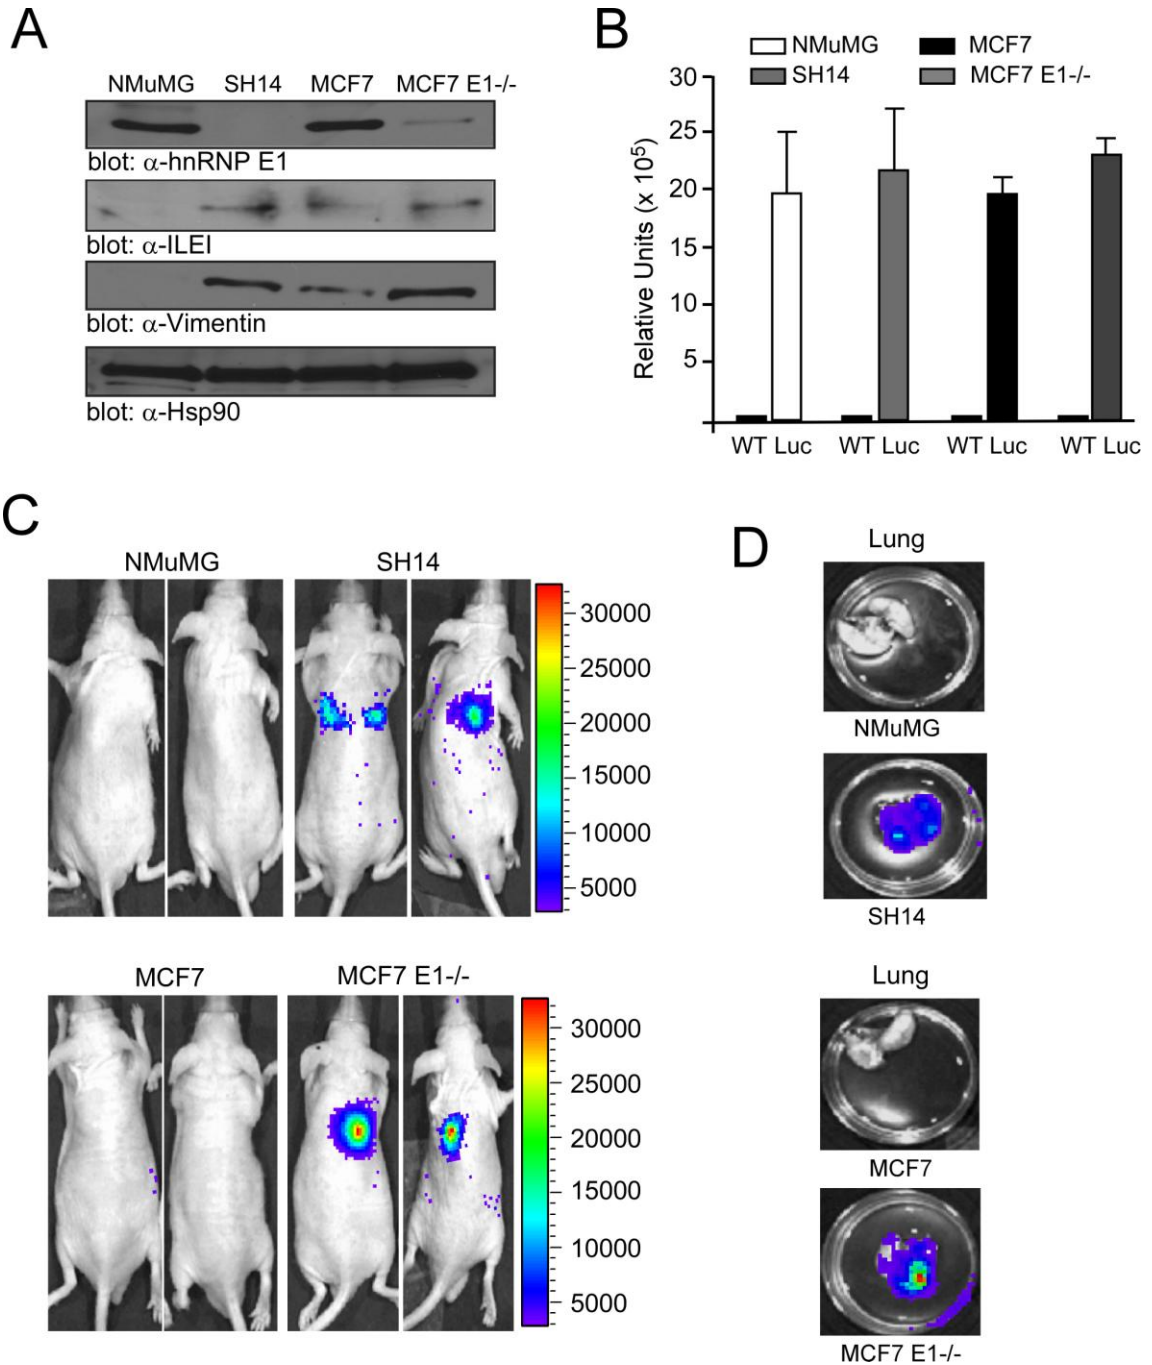 A
NMuMG SH14 MCF7 MCF7 E1-/-
blot: α-hnRNP E1
blot: α-ILEI
blot: α-Vimentin
blot: α-Hsp90
B
NMuMG MCF7
SH14 MCF7 E1-/-
Relative Units (x 10⁵)
30
25
20
15
10
5
WT Luc WT Luc WT Luc WT Luc
C
NMuMG SH14
30000
25000
20000
15000
10000
5000
MCF7 MCF7 E1-/-
30000
25000
20000
15000
10000
5000
D
Lung
NMuMG
SH14
Lung
MCF7
MCF7 E1-/-